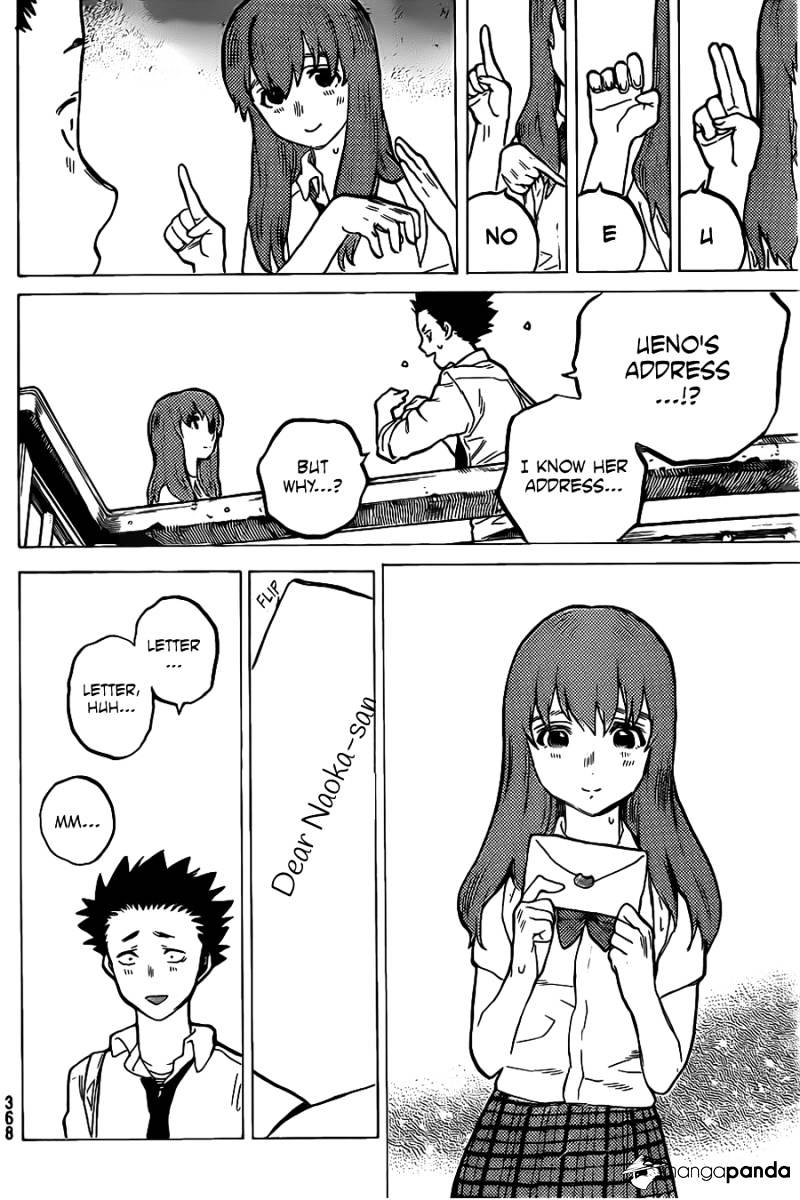 U
E
NO
UENO'S
ADDRESS
...!?
I KNOW HER
ADDRESS...
BUT
WHY...?
FLIP
Dear Naoka-san
LETTER
...
LETTER,
HUH...
MM...
368
mangapanda